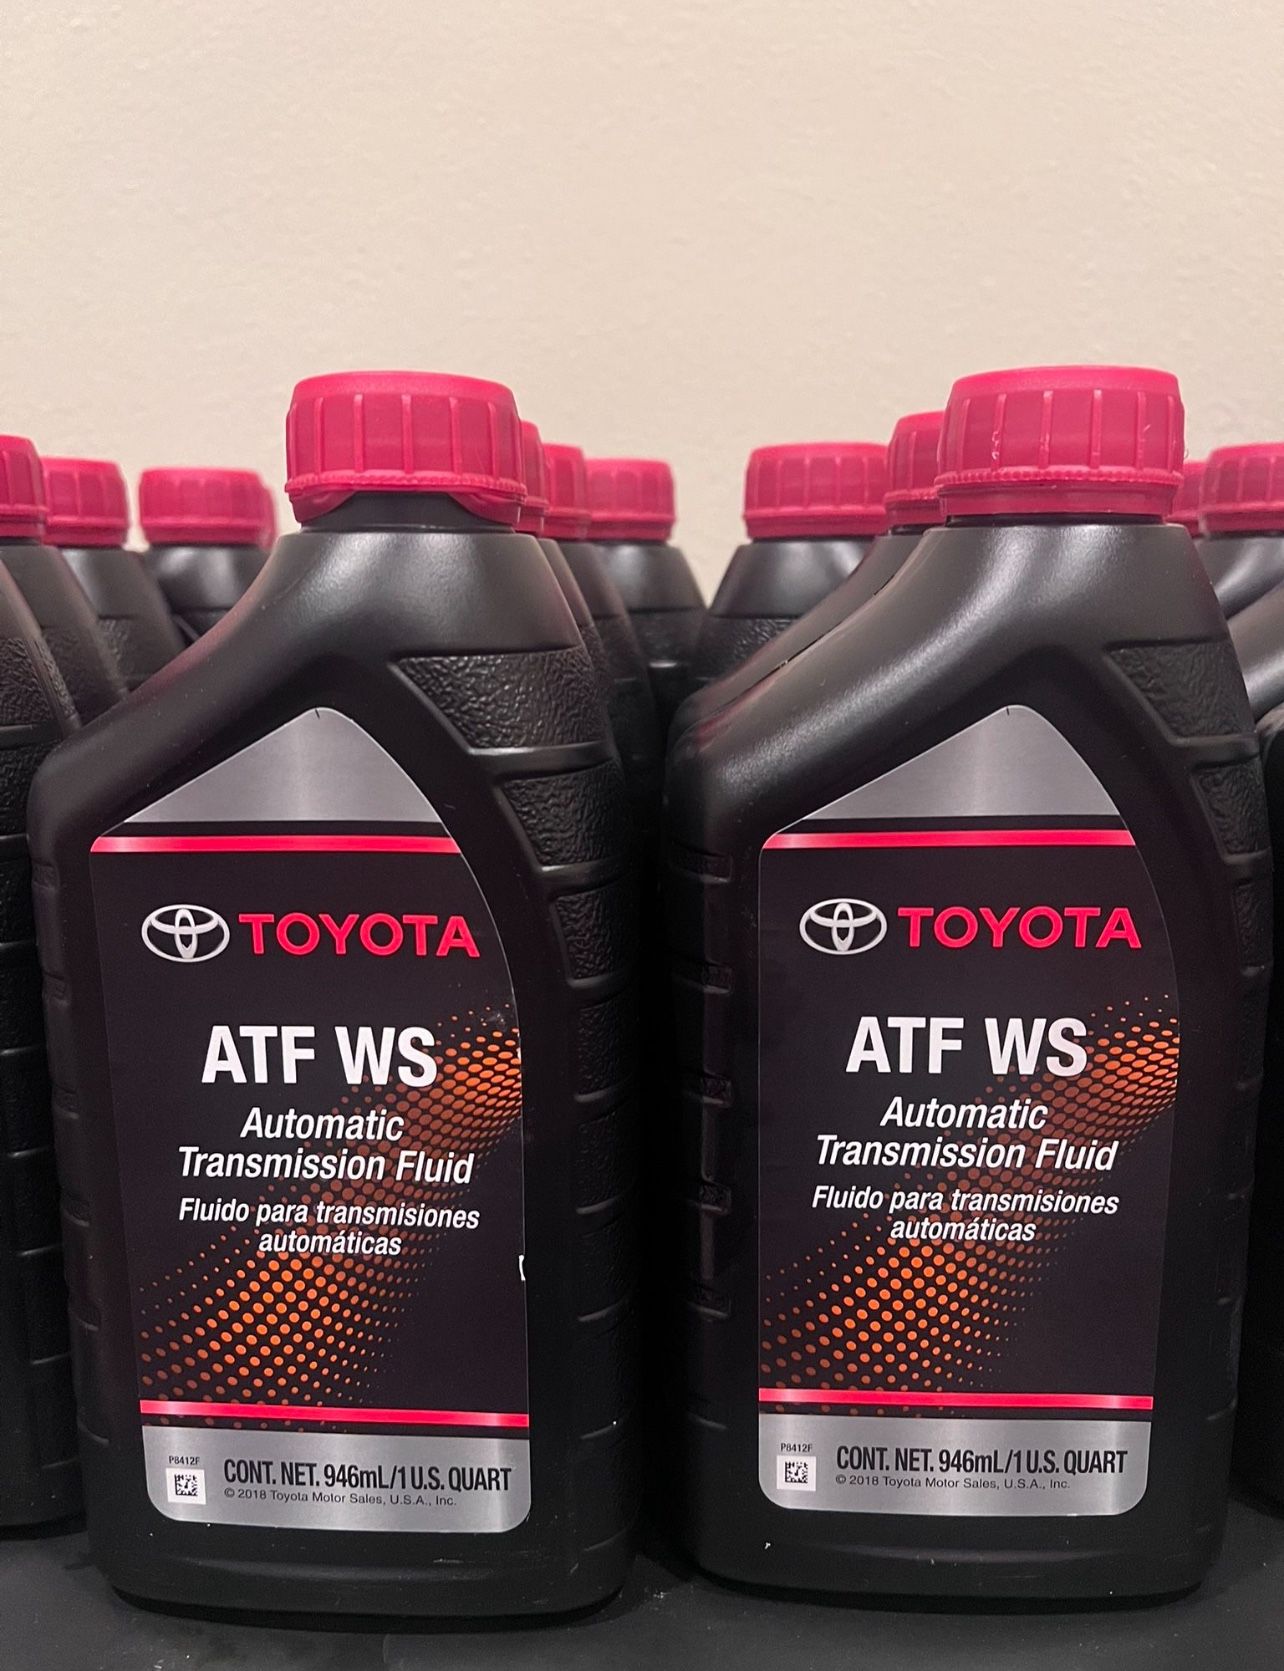 TOYOTA
ATF WS
Automatic
Transmission Fluid
Fluido para transmisiones
automáticas
P8412F
CONT. NET. 946mL/1 U.S. QUART
© 2018 Toyota Motor Sales, U.S.A., Inc.
TOYOTA
ATF WS
Automatic
Transmission Fluid
Fluido para transmisiones
automáticas
P8412F
CONT. NET. 946mL/1 U.S. QUART
© 2018 Toyota Motor Sales, U.S.A., Inc.